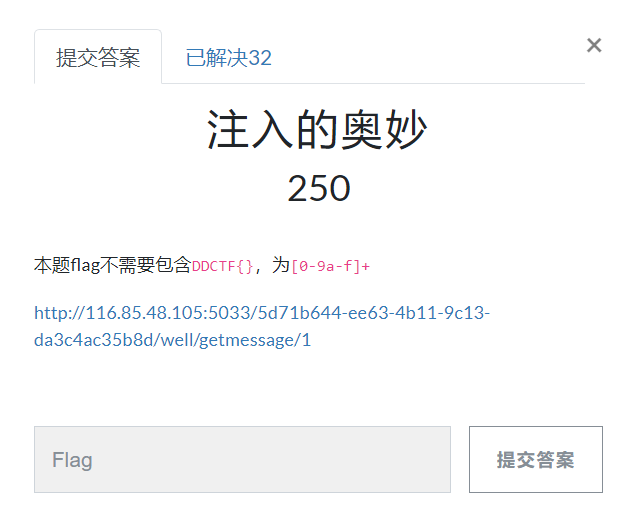 提交答案 已解决32 ×
注入的奥妙
250
本题flag不需要包含DDCTF{}，为[0-9a-f]+
http://116.85.48.105:5033/5d71b644-ee63-4b11-9c13-
da3c4ac35b8d/well/getmessage/1
Flag 提交答案